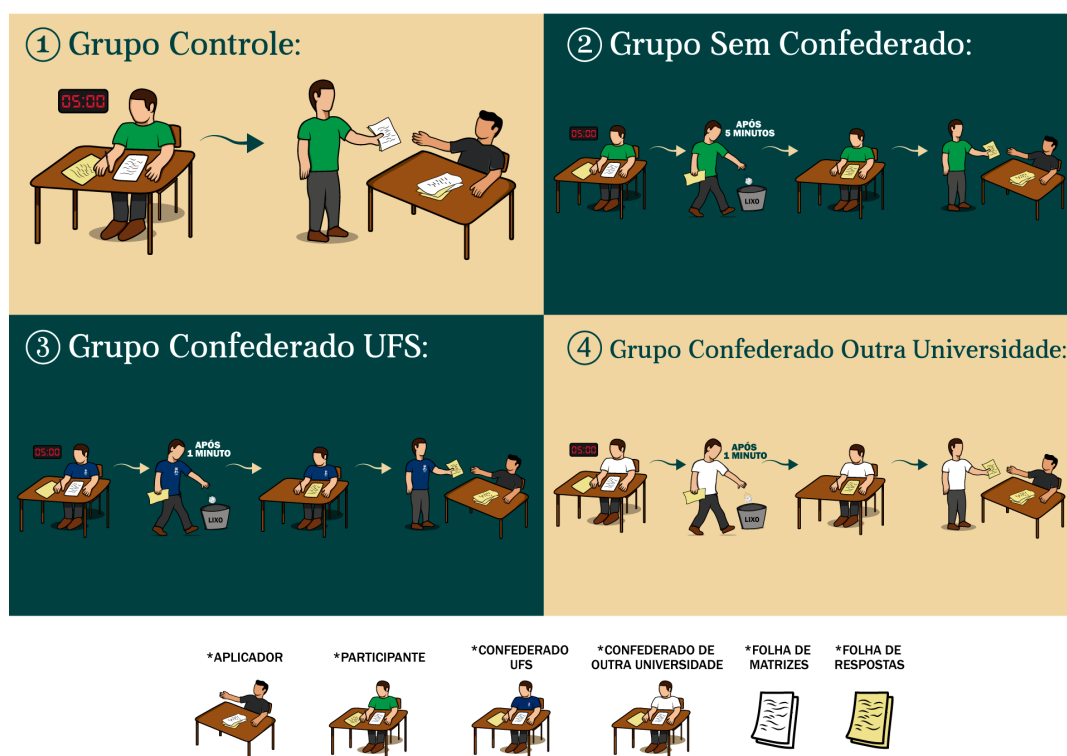 ① Grupo Controle:
05:00
② Grupo Sem Confederado:
05:00
APÓS
5 MINUTOS
LIXO
③ Grupo Confederado UFS:
05:00
APÓS
1 MINUTO
LIXO
④ Grupo Confederado Outra Universidade:
05:00
APÓS
1 MINUTO
LIXO
*APLICADOR
*PARTICIPANTE
*CONFEDERADO
UFS
*CONFEDERADO DE
OUTRA UNIVERSIDADE
*FOLHA DE
MATRIZES
*FOLHA DE
RESPOSTAS